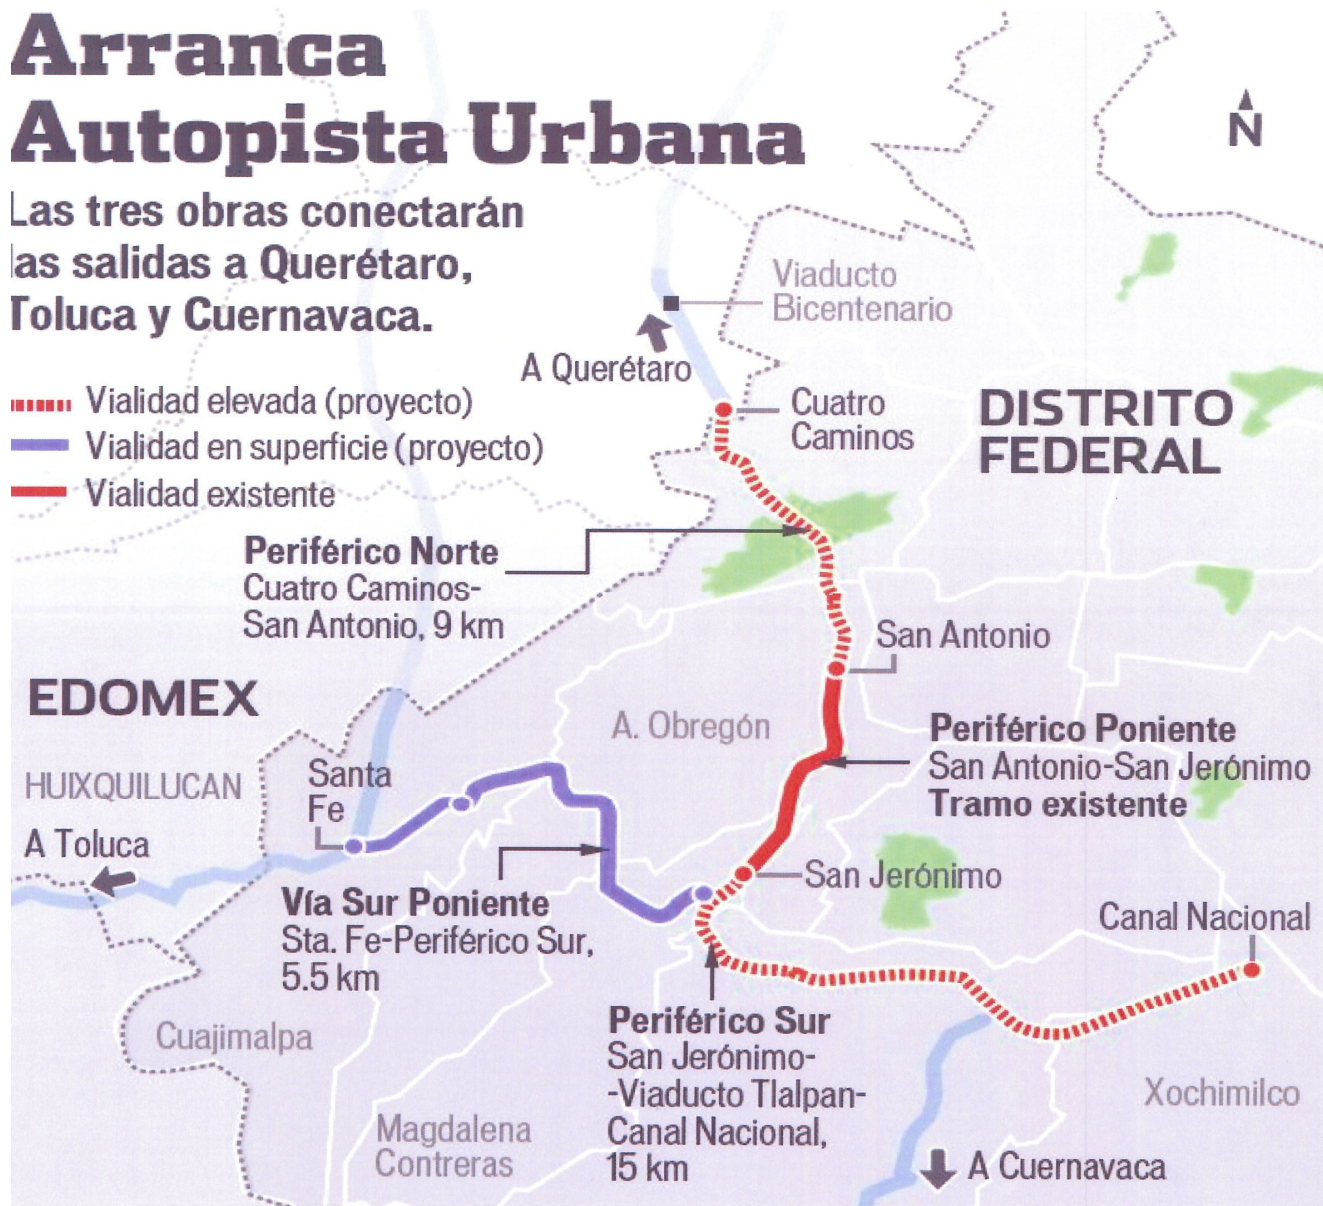 Arranca
Autopista Urbana
Las tres obras conectarán
las salidas a Querétaro,
Toluca y Cuernavaca.
Vialidad elevada (proyecto)
Vialidad en superficie (proyecto)
Vialidad existente
N
Viaducto
Bicentenario
A Querétaro
Cuatro
Caminos
DISTRITO
FEDERAL
Periférico Norte
Cuatro Caminos-
San Antonio, 9 km
San Antonio
EDOMEX
A. Obregón
Periférico Poniente
San Antonio-San Jerónimo
Tramo existente
HUIXQUILUCAN
Santa
Fe
A Toluca
San Jerónimo
Vía Sur Poniente
Sta. Fe-Periférico Sur,
5.5 km
Canal Nacional
Cuajimalpa
Periférico Sur
San Jerónimo-
-Viaducto Tlalpan-
Canal Nacional,
15 km
Xochimilco
Magdalena
Contreras
A Cuernavaca